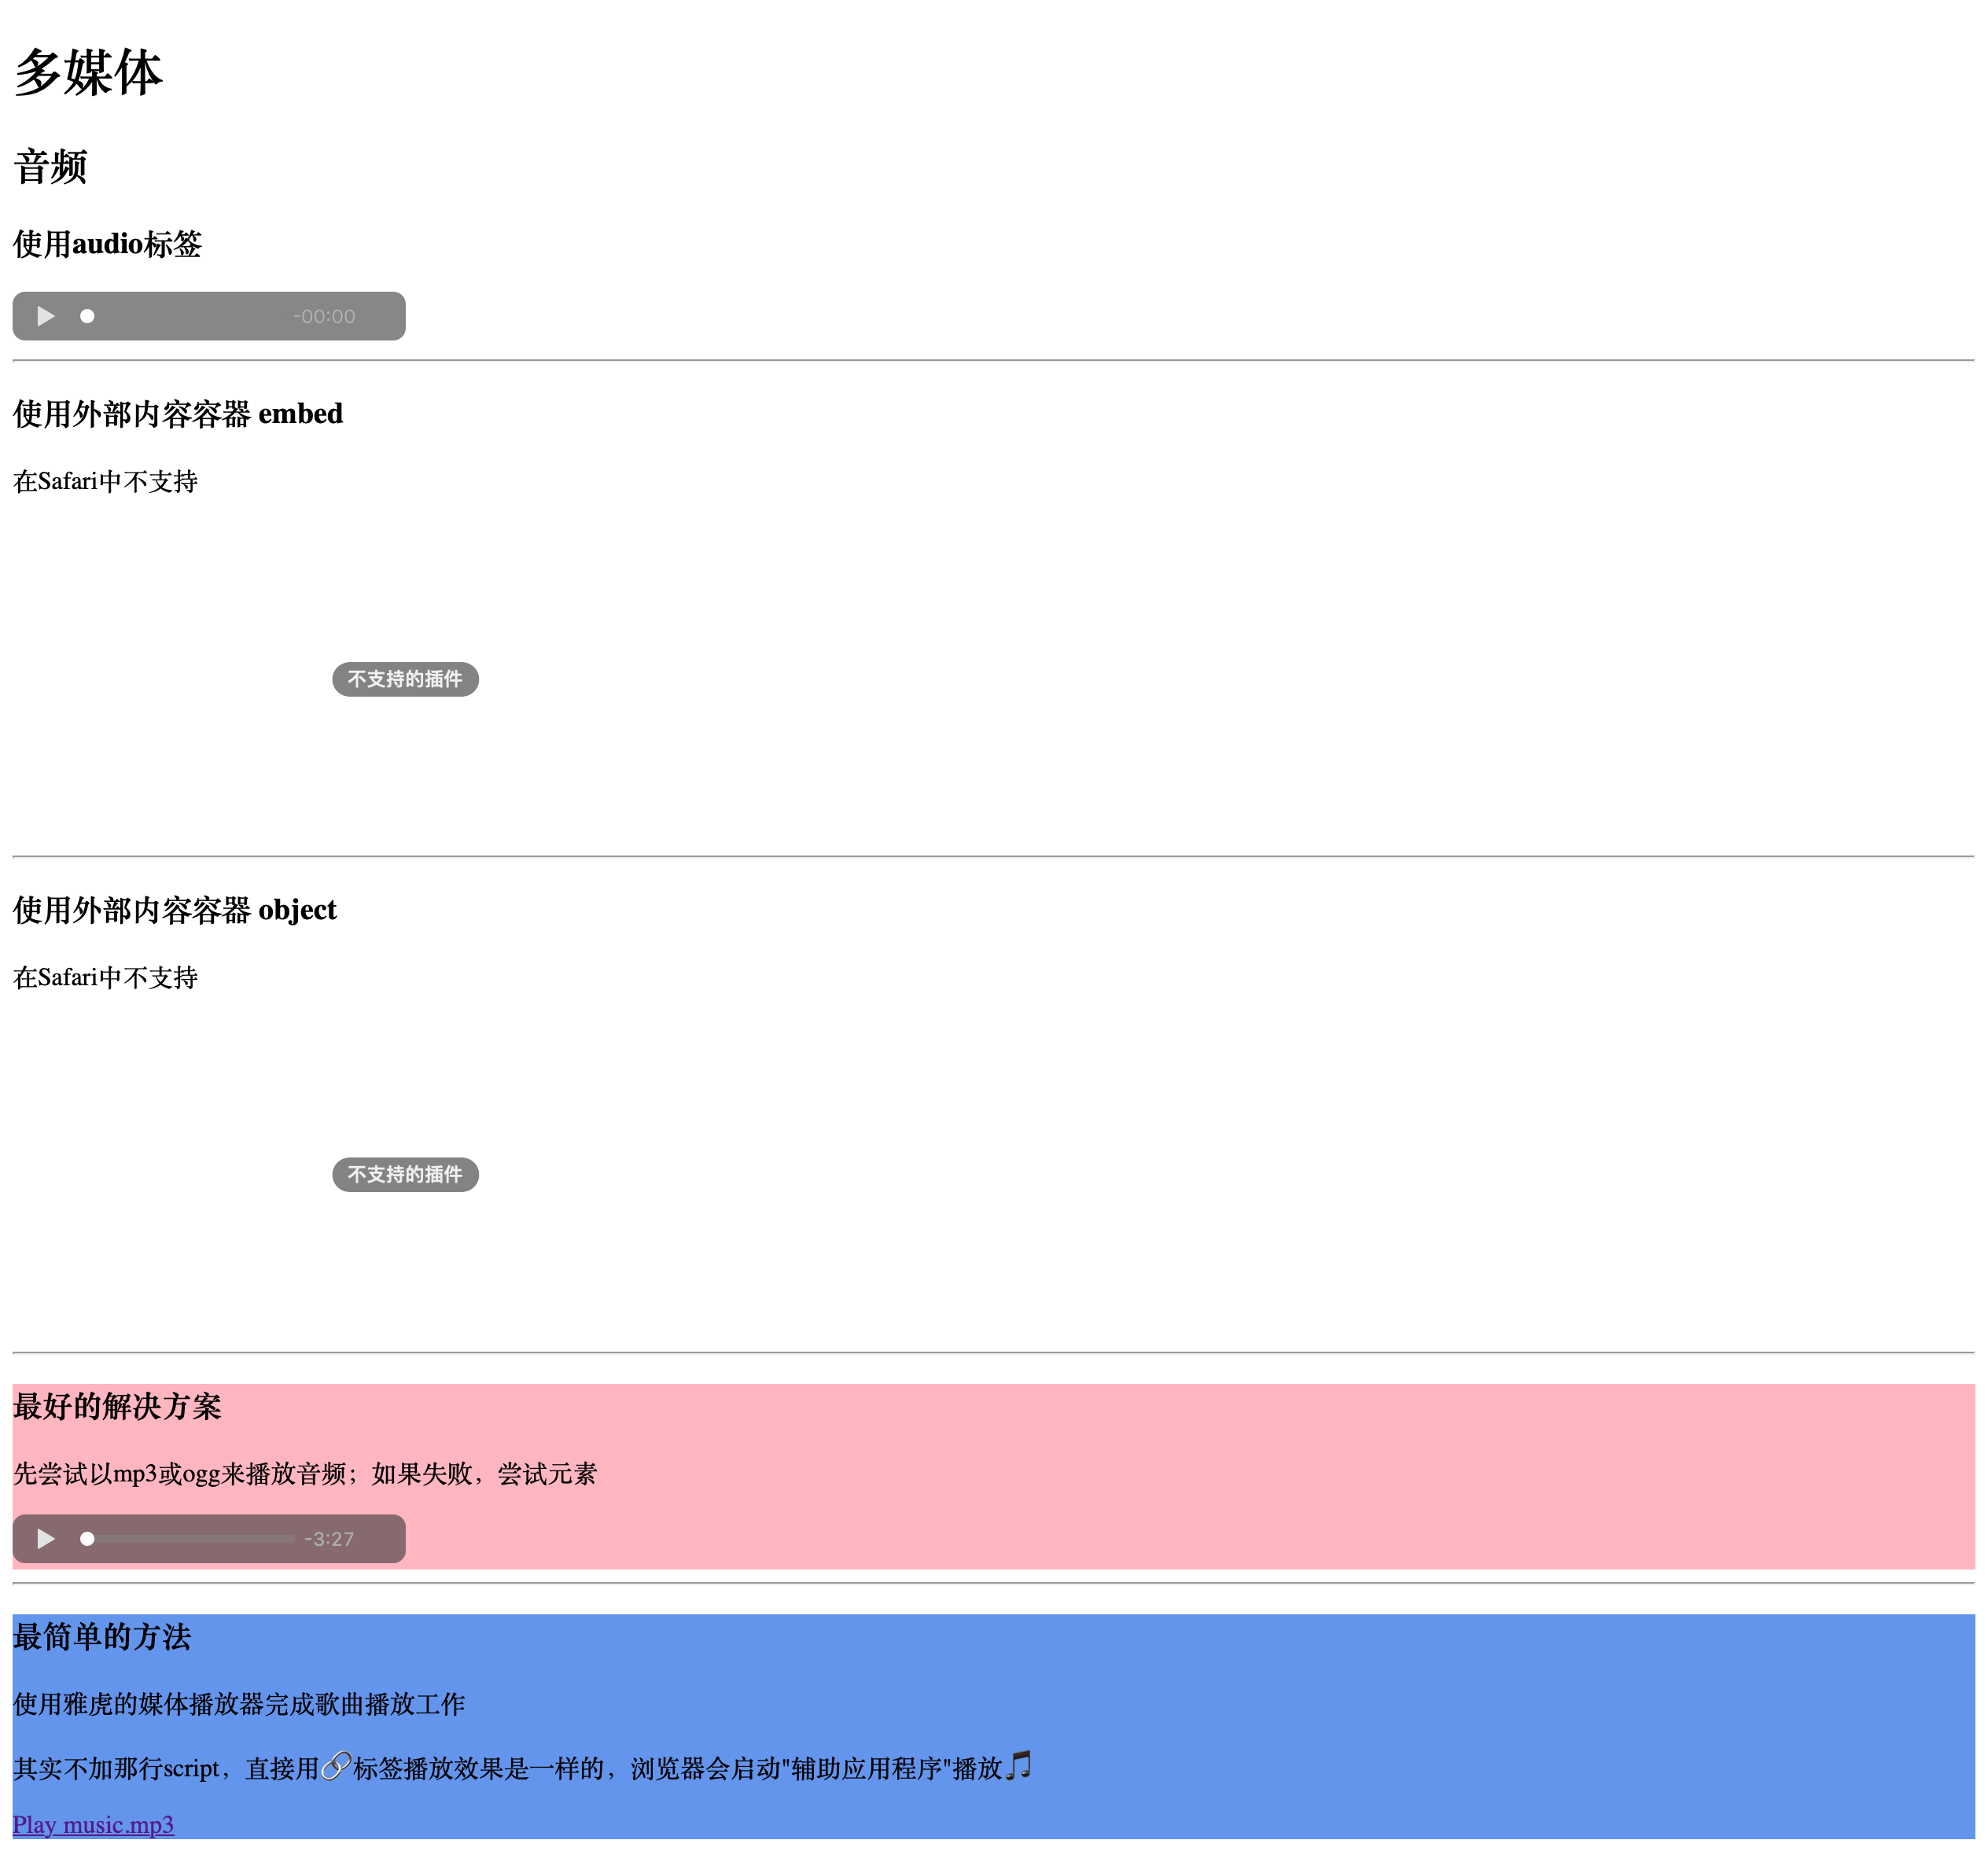 多媒体
音频
使用audio标签
-00:00
使用外部内容容器 embed
在Safari中不支持
不支持的插件
使用外部内容容器 object
在Safari中不支持
不支持的插件
最好的解决方案
先尝试以mp3或ogg来播放音频；如果失败，尝试元素
-3:27
最简单的方法
使用雅虎的媒体播放器完成歌曲播放工作
其实不加那行script，直接用🔗标签播放效果是一样的，浏览器会启动"辅助应用程序"播放🎵
Play music.mp3